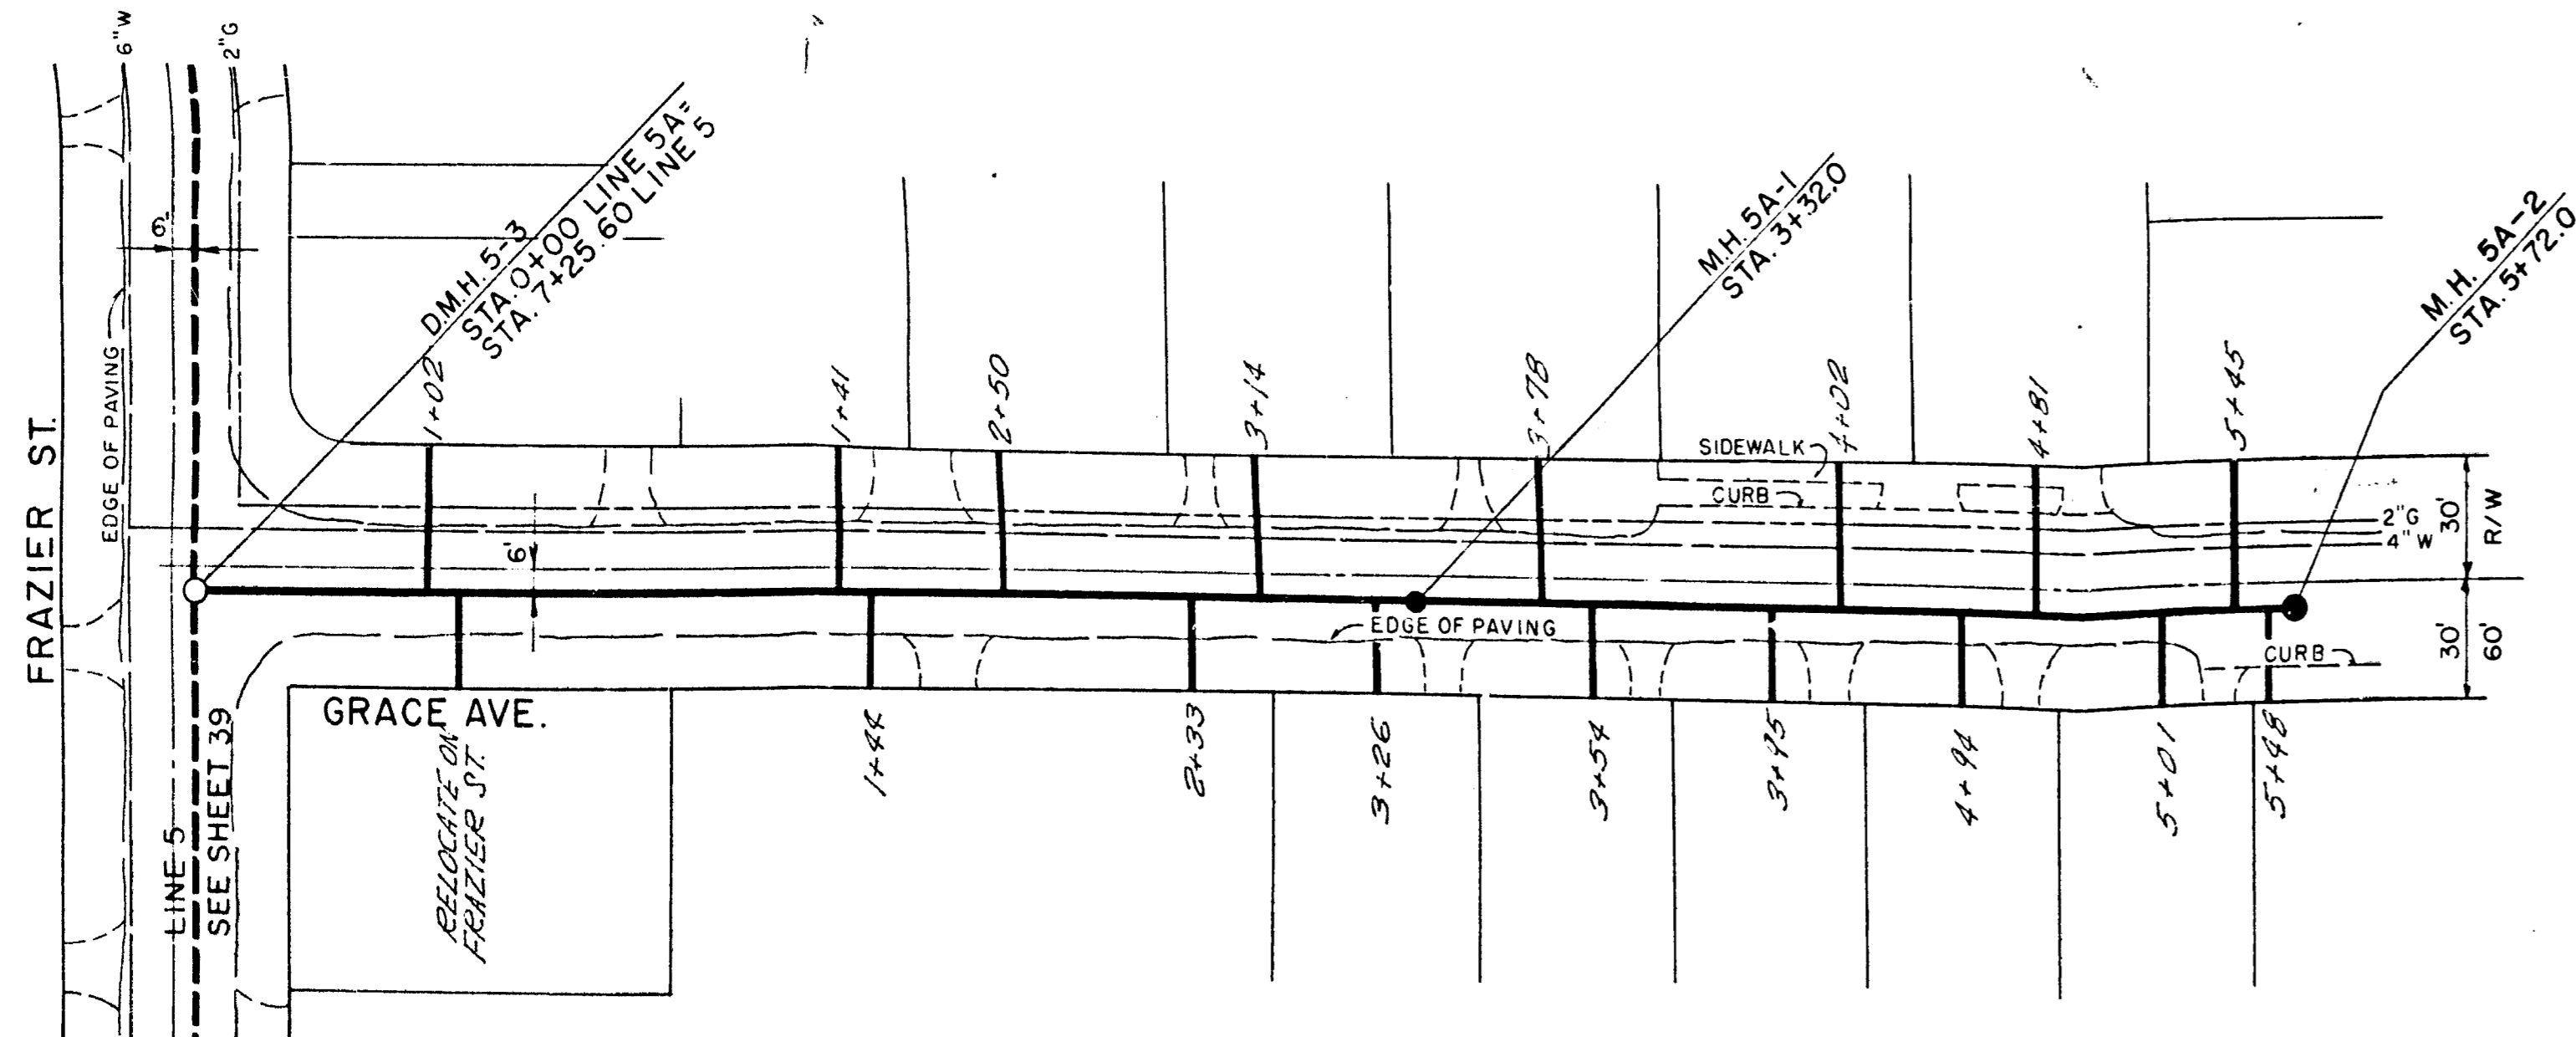 6"W
2"G
6'
EDGE OF PAVING
FRAZIER ST.
D.M.H. 5-3
STA. 0+00 LINE 5A=
STA. 7+25.60 LINE 5
M.H. 5A-1
STA. 3+32.0
M.H. 5A-2
STA. 5+72.0
1+02
1+41
2+50
3+14
3+78
4+02
4+81
5+45
SIDEWALK
CURB
6'
2"G
4" W
30'
R/W
EDGE OF PAVING
CURB
30'
60'
GRACE AVE.
RELOCATE ON
FRAZIER ST.
1+44
2+33
3+26
3+54
3+95
4+94
5+01
5+48
LINE 5
SEE SHEET 39